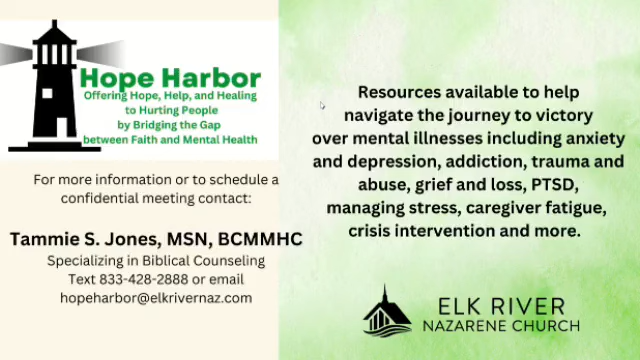 Hope Harbor
Offering Hope, Help, and Healing
to Hurting People
by Bridging the Gap
between Faith and Mental Health
For more information or to schedule a
confidential meeting contact:
Tammie S. Jones, MSN, BCMMHC
Specializing in Biblical Counseling
Text 833-428-2888 or email
hopeharbor@elkrivernaz.com
Resources available to help
navigate the journey to victory
over mental illnesses including anxiety
and depression, addiction, trauma and
abuse, grief and loss, PTSD,
managing stress, caregiver fatigue,
crisis intervention and more.
ELK RIVER
NAZARENE CHURCH